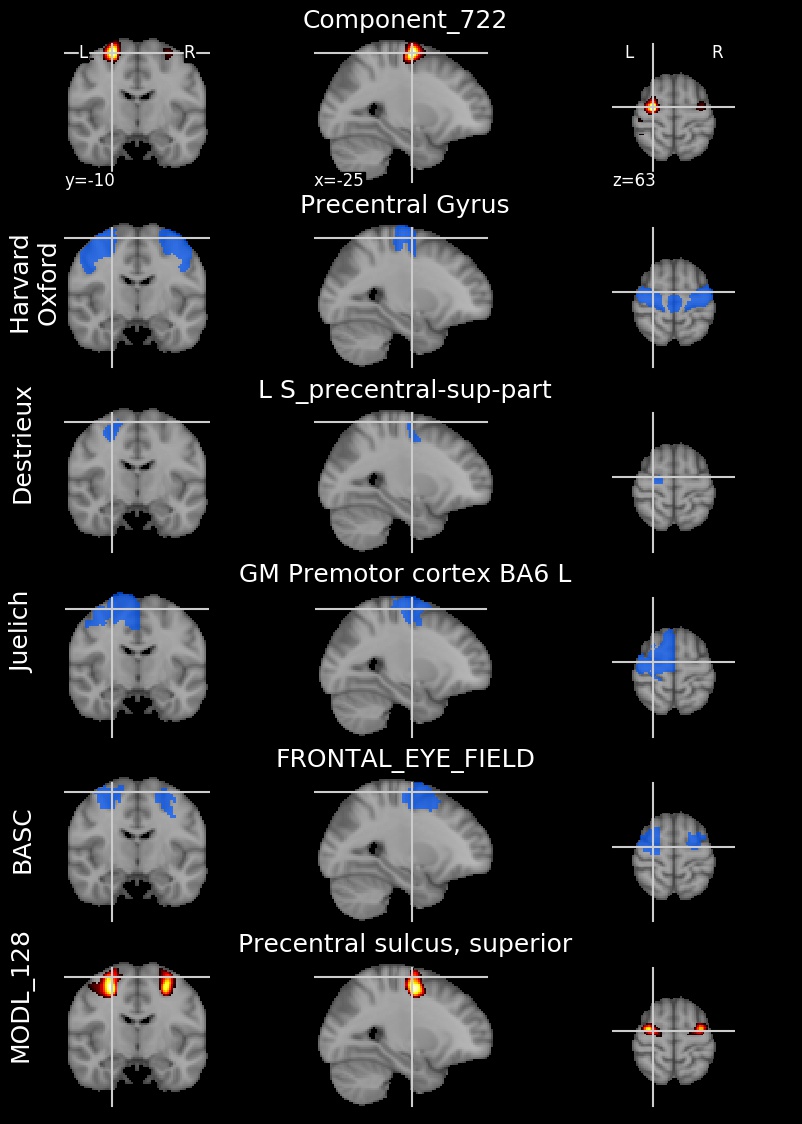 Component_722
L R
L R
y=-10
x=-25
z=63
Precentral Gyrus
Harvard
Oxford
L S_precentral-sup-part
Destrieux
GM Premotor cortex BA6 L
Juelich
FRONTAL_EYE_FIELD
BASC
Precentral sulcus, superior
MODL_128